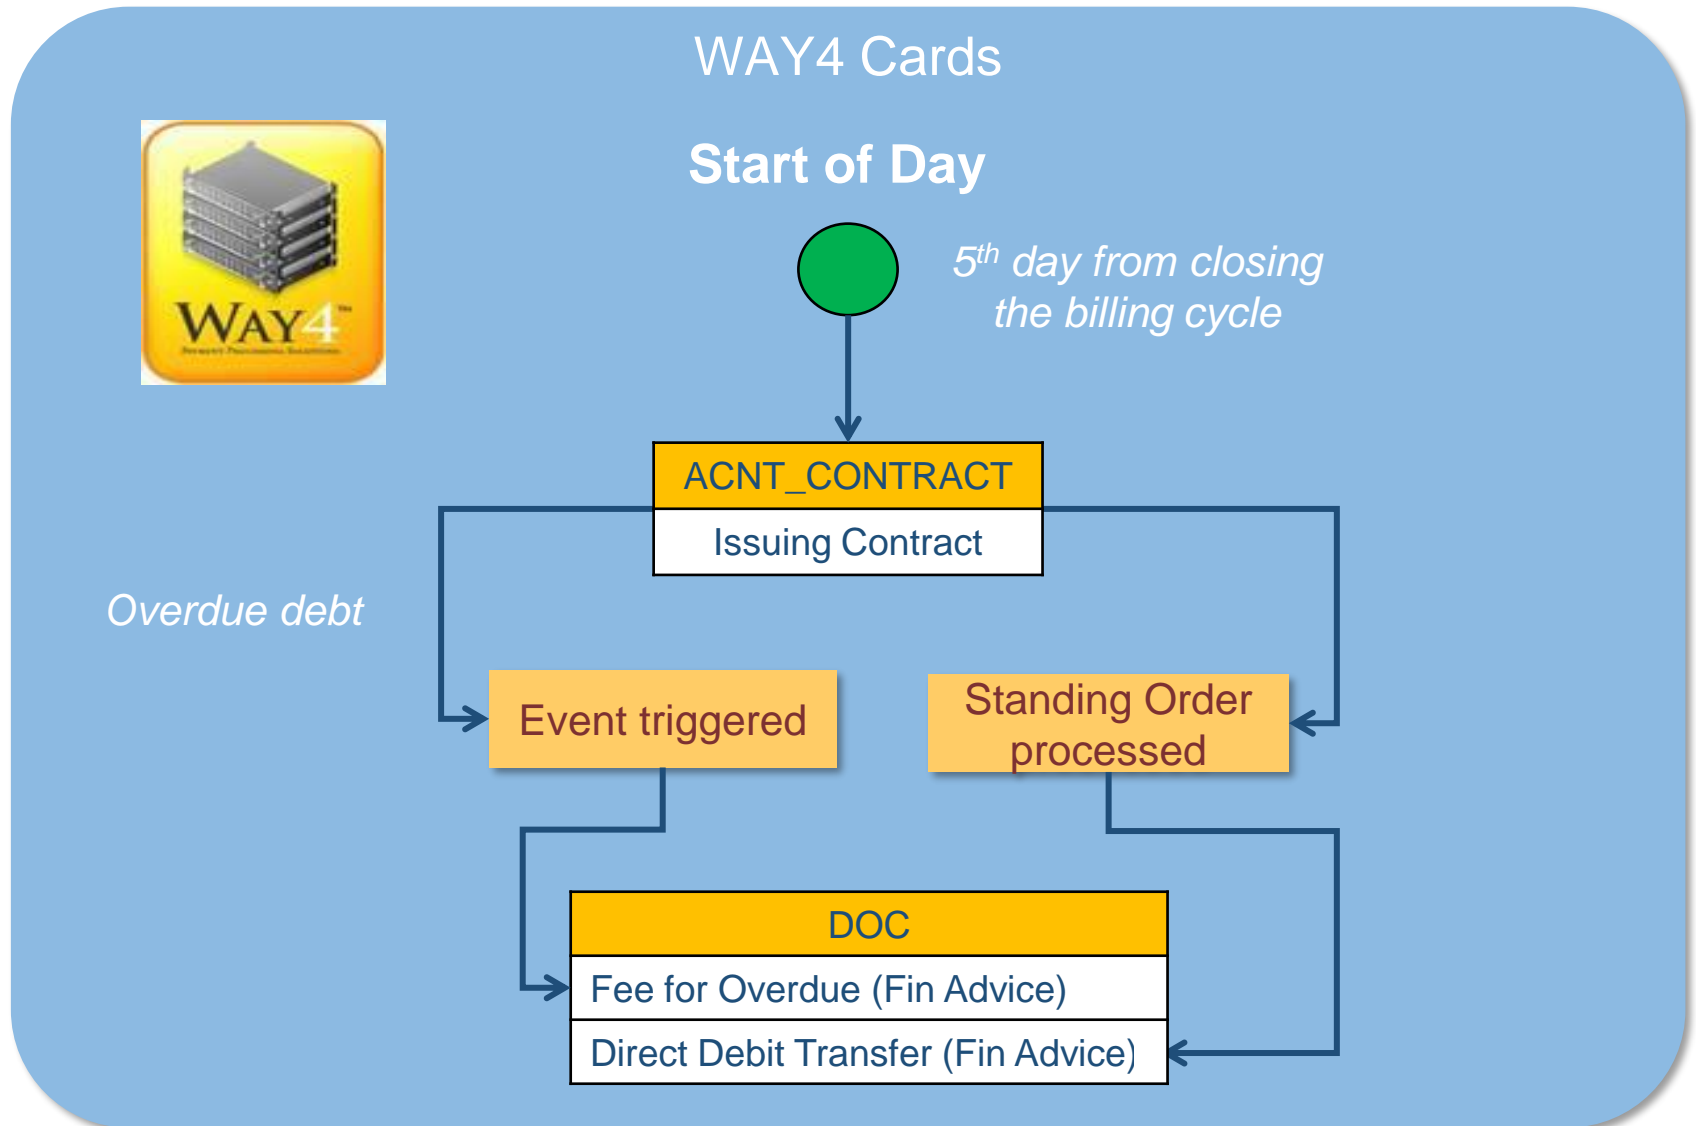 WAY4 Cards
Start of Day
WAY4™
5th day from closing
the billing cycle
ACNT_CONTRACT
Issuing Contract
Overdue debt
Event triggered
Standing Order
processed
DOC
Fee for Overdue (Fin Advice)
Direct Debit Transfer (Fin Advice)